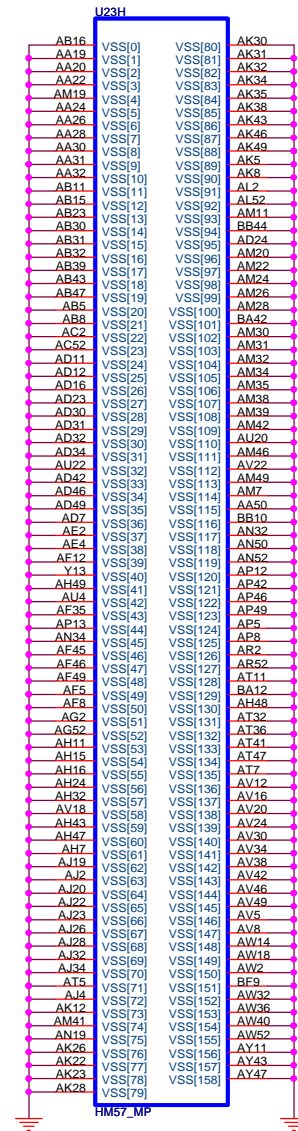 U23H
AB16 VSS[0] VSS[80] AK30
AA19 VSS[1] VSS[81] AK31
AA20 VSS[2] VSS[82] AK32
AA22 VSS[3] VSS[83] AK34
AM19 VSS[4] VSS[84] AK35
AA24 VSS[5] VSS[85] AK38
AA26 VSS[6] VSS[86] AK43
AA28 VSS[7] VSS[87] AK46
AA30 VSS[8] VSS[88] AK49
AA31 VSS[9] VSS[89] AK5
AA32 VSS[10] VSS[90] AK8
AB11 VSS[11] VSS[91] AL2
AB15 VSS[12] VSS[92] AL52
AB23 VSS[13] VSS[93] AM11
AB30 VSS[14] VSS[94] BB44
AB31 VSS[15] VSS[95] AD24
AB32 VSS[16] VSS[96] AM20
AB39 VSS[17] VSS[97] AM22
AB43 VSS[18] VSS[98] AM24
AB47 VSS[19] VSS[99] AM26
AB5 VSS[20] VSS[100] AM28
AB8 VSS[21] VSS[101] BA42
AC2 VSS[22] VSS[102] AM30
AC52 VSS[23] VSS[103] AM31
AD11 VSS[24] VSS[104] AM32
AD12 VSS[25] VSS[105] AM34
AD16 VSS[26] VSS[106] AM35
AD23 VSS[27] VSS[107] AM38
AD30 VSS[28] VSS[108] AM39
AD31 VSS[29] VSS[109] AM42
AD32 VSS[30] VSS[110] AU20
AD34 VSS[31] VSS[111] AM46
AU22 VSS[32] VSS[112] AV22
AD42 VSS[33] VSS[113] AM49
AD46 VSS[34] VSS[114] AM7
AD49 VSS[35] VSS[115] AA50
AD7 VSS[36] VSS[116] BB10
AE2 VSS[37] VSS[117] AN32
AE4 VSS[38] VSS[118] AN50
AF12 VSS[39] VSS[119] AN52
Y13 VSS[40] VSS[120] AP12
AH49 VSS[41] VSS[121] AP42
AU4 VSS[42] VSS[122] AP46
AF35 VSS[43] VSS[123] AP49
AP13 VSS[44] VSS[124] AP5
AN34 VSS[45] VSS[125] AP8
AF45 VSS[46] VSS[126] AR2
AF46 VSS[47] VSS[127] AR52
AF49 VSS[48] VSS[128] AT11
AF5 VSS[49] VSS[129] BA12
AF8 VSS[50] VSS[130] AH48
AG2 VSS[51] VSS[131] AT32
AG52 VSS[52] VSS[132] AT36
AH11 VSS[53] VSS[133] AT41
AH15 VSS[54] VSS[134] AT47
AH16 VSS[55] VSS[135] AT7
AH24 VSS[56] VSS[136] AV12
AH32 VSS[57] VSS[137] AV16
AV18 VSS[58] VSS[138] AV20
AH43 VSS[59] VSS[139] AV24
AH47 VSS[60] VSS[140] AV30
AH7 VSS[61] VSS[141] AV34
AJ19 VSS[62] VSS[142] AV38
AJ2 VSS[63] VSS[143] AV42
AJ20 VSS[64] VSS[144] AV46
AJ22 VSS[65] VSS[145] AV49
AJ23 VSS[66] VSS[146] AV5
AJ26 VSS[67] VSS[147] AV8
AJ28 VSS[68] VSS[148] AW14
AJ32 VSS[69] VSS[149] AW18
AJ34 VSS[70] VSS[150] AW2
AT5 VSS[71] VSS[151] BF9
AJ4 VSS[72] VSS[152] AW32
AK12 VSS[73] VSS[153] AW36
AM41 VSS[74] VSS[154] AW40
AN19 VSS[75] VSS[155] AW52
AK26 VSS[76] VSS[156] AY11
AK22 VSS[77] VSS[157] AY43
AK23 VSS[78] VSS[158] AY47
AK28 VSS[79]
HM57_MP